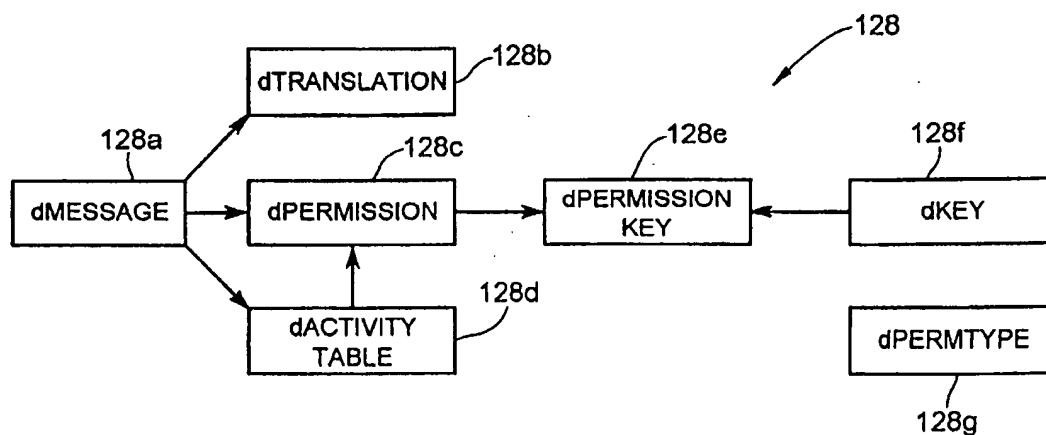 128
dTRANSLATION
128b
128a
128c
128e
128f
dMESSAGE
dPERMISSION
dPERMISSION
KEY
dKEY
128d
dACTIVITY
TABLE
dPERMTYPE
128g